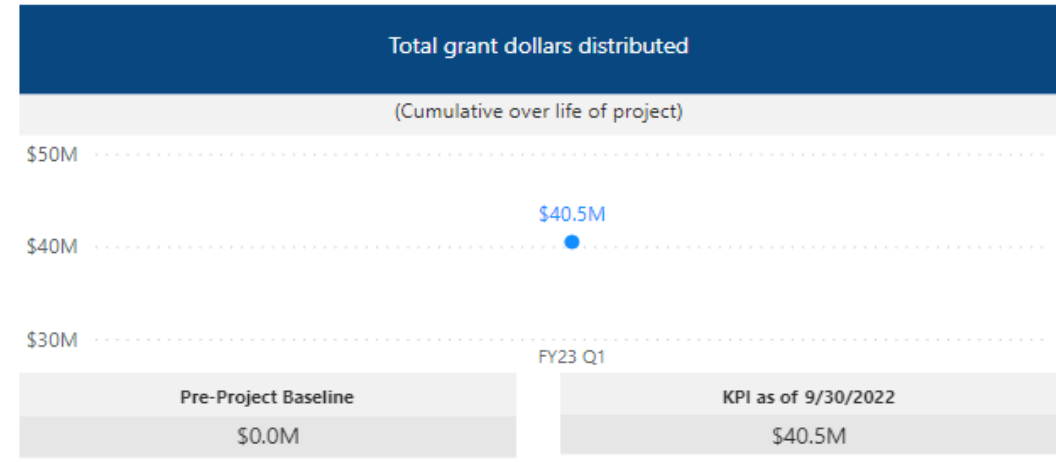 Total grant dollars distributed
(Cumulative over life of project)
$50M
$40.5M
$40M
$30M
FY23 Q1
Pre-Project Baseline
KPI as of 9/30/2022
$0.0M
$40.5M